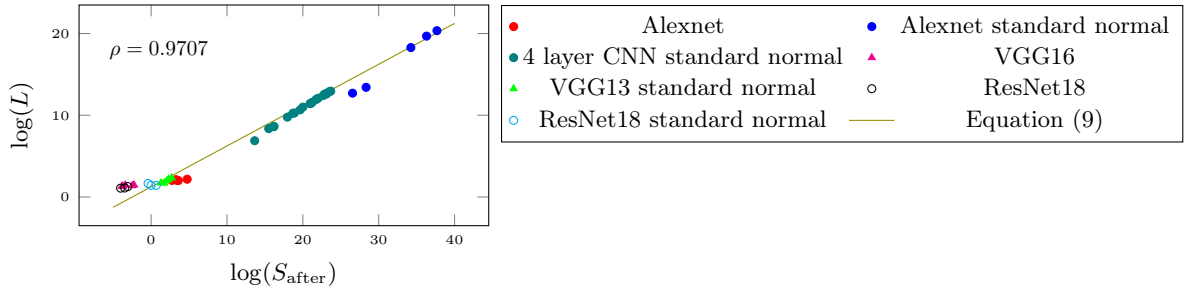 20
10
0
log(L)
ρ = 0.9707
0
10
20
30
40
log(S_after)
Alexnet
Alexnet standard normal
4 layer CNN standard normal
VGG16
VGG13 standard normal
ResNet18
ResNet18 standard normal
Equation (9)